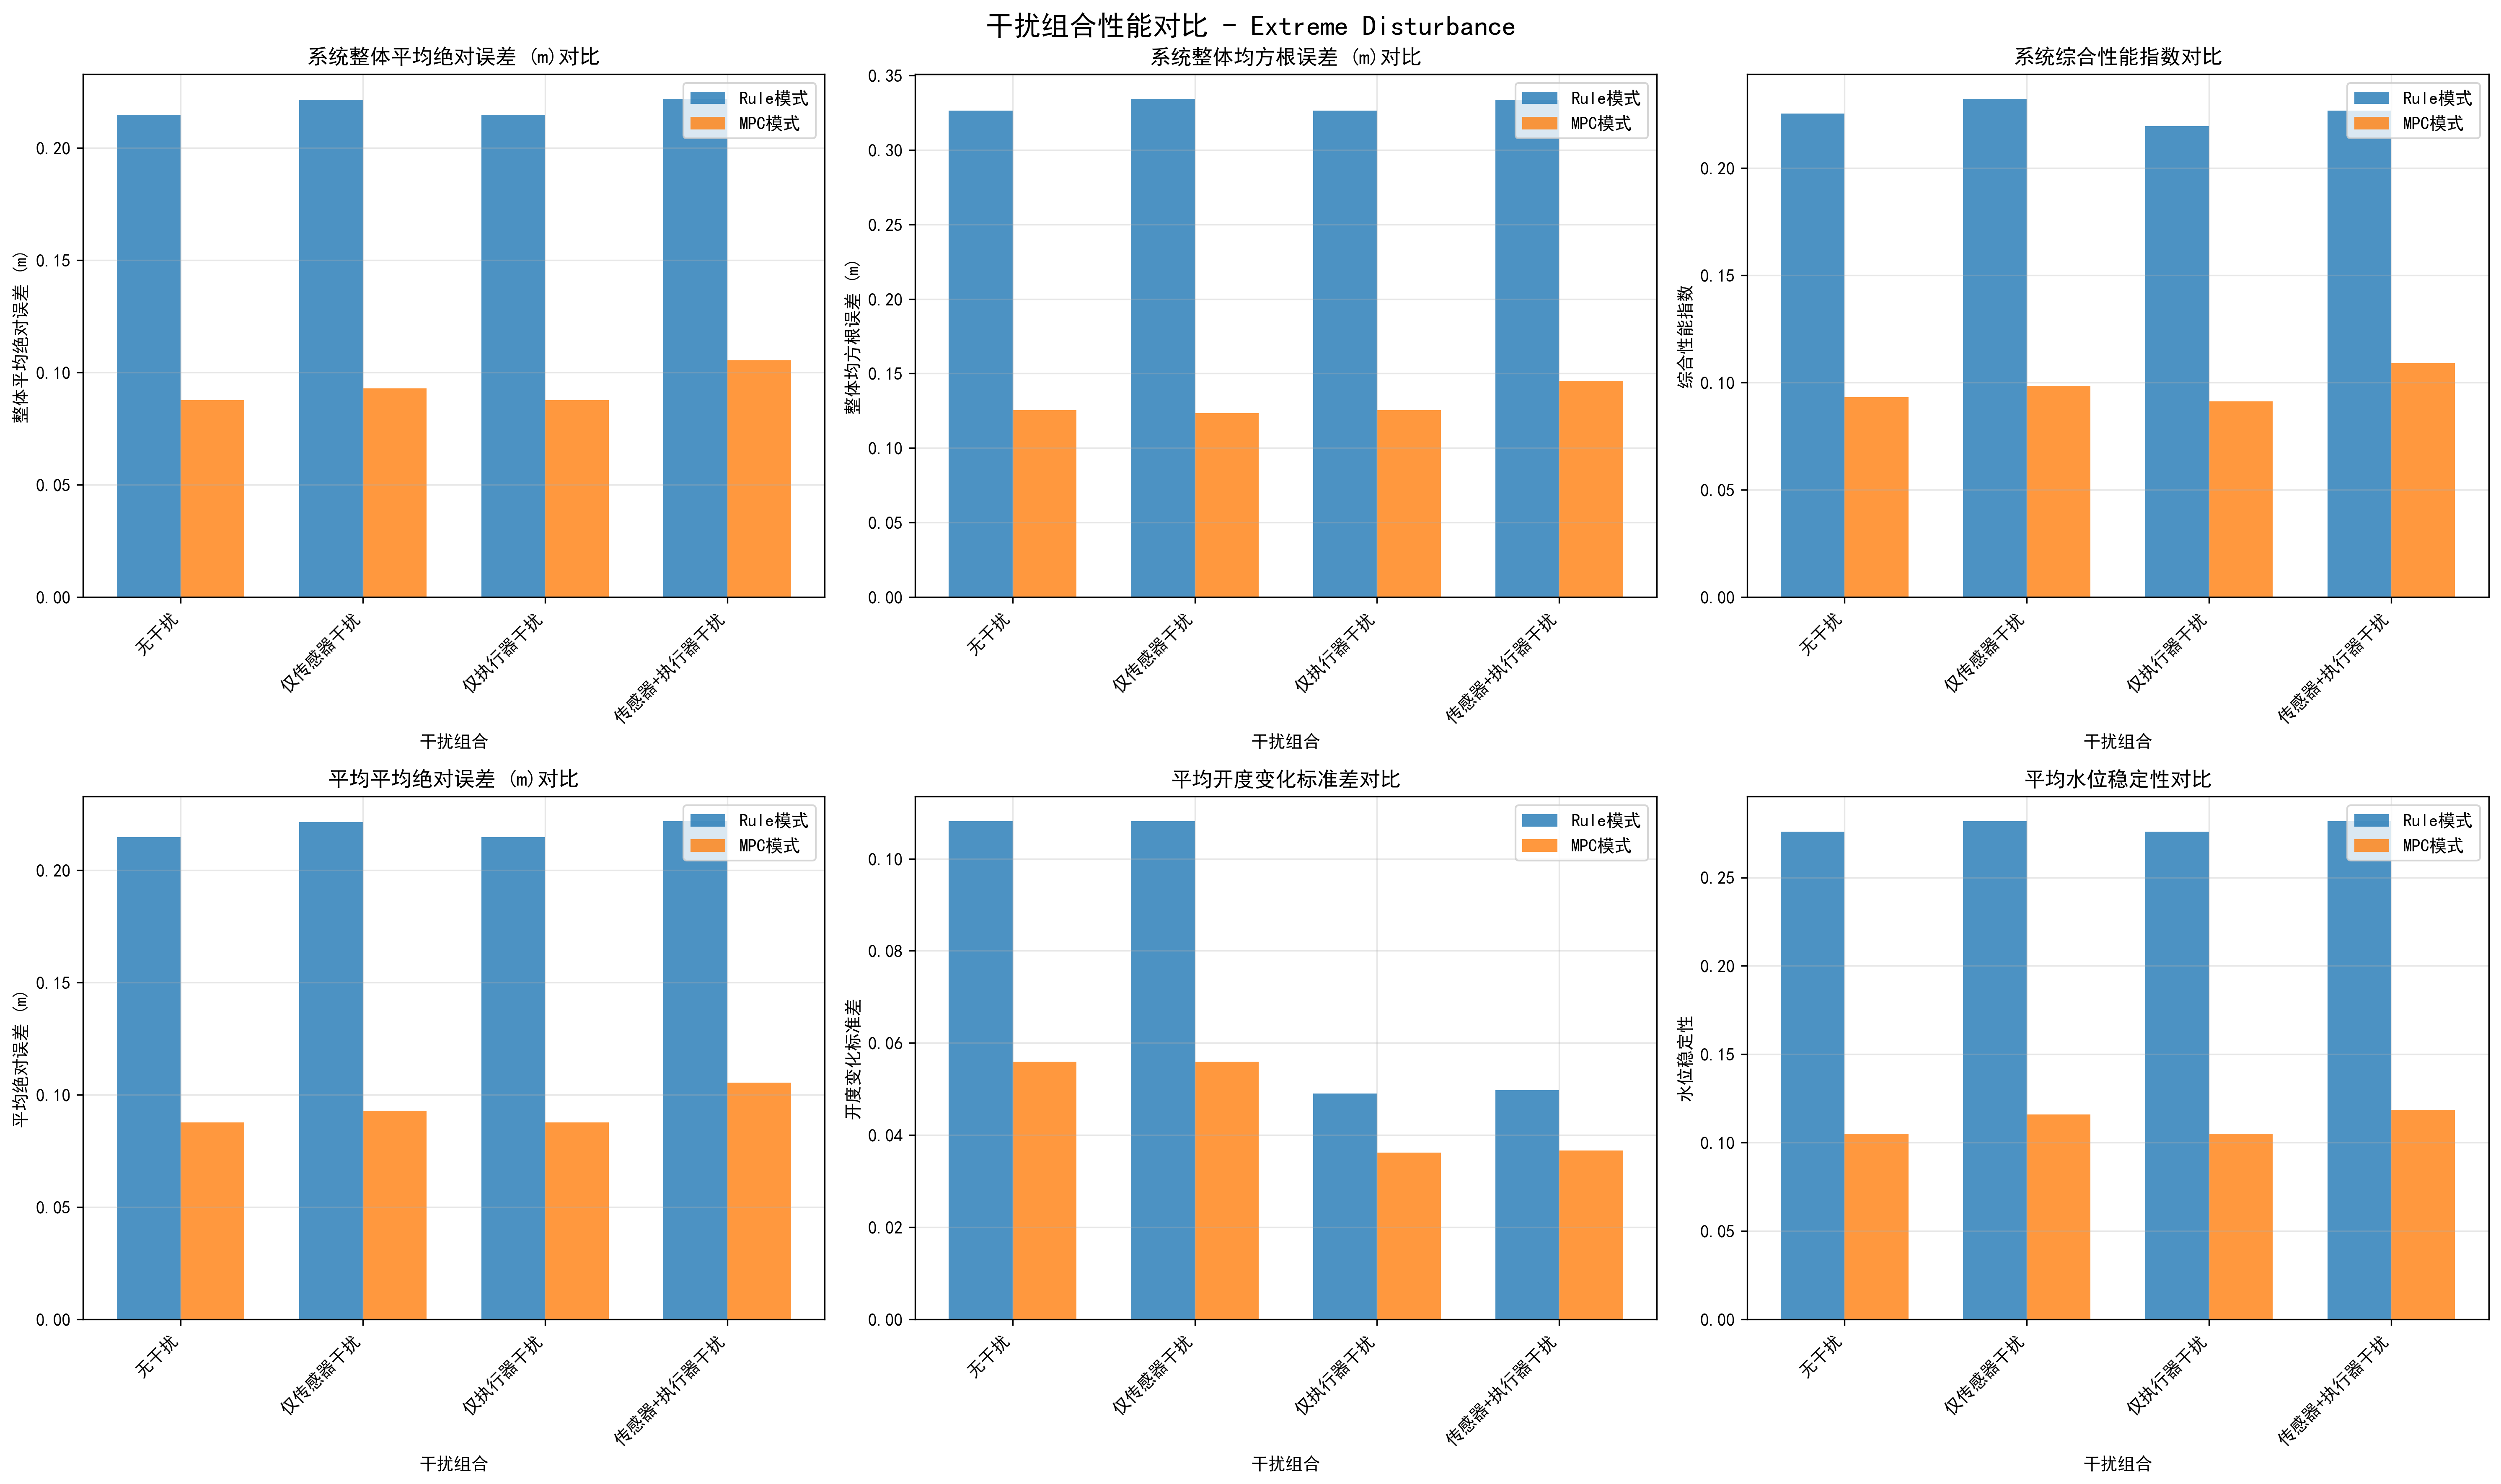 干扰组合性能对比 - Extreme Disturbance
系统整体平均绝对误差 (m)对比
整体平均绝对误差 (m)
0.20
0.15
0.10
0.05
0.00
Rule模式
MPC模式
无干扰
仅传感器干扰
仅执行器干扰
传感器+执行器干扰
干扰组合
系统整体均方根误差 (m)对比
整体均方根误差 (m)
0.35
0.30
0.25
0.20
0.15
0.10
0.05
0.00
Rule模式
MPC模式
无干扰
仅传感器干扰
仅执行器干扰
传感器+执行器干扰
干扰组合
系统综合性能指数对比
综合性能指数
0.20
0.15
0.10
0.05
0.00
Rule模式
MPC模式
无干扰
仅传感器干扰
仅执行器干扰
传感器+执行器干扰
干扰组合
平均平均绝对误差 (m)对比
平均绝对误差 (m)
0.20
0.15
0.10
0.05
0.00
Rule模式
MPC模式
无干扰
仅传感器干扰
仅执行器干扰
传感器+执行器干扰
干扰组合
平均开度变化标准差对比
开度变化标准差
0.10
0.08
0.06
0.04
0.02
0.00
Rule模式
MPC模式
无干扰
仅传感器干扰
仅执行器干扰
传感器+执行器干扰
干扰组合
平均水位稳定性对比
水位稳定性
0.25
0.20
0.15
0.10
0.05
0.00
Rule模式
MPC模式
无干扰
仅传感器干扰
仅执行器干扰
传感器+执行器干扰
干扰组合